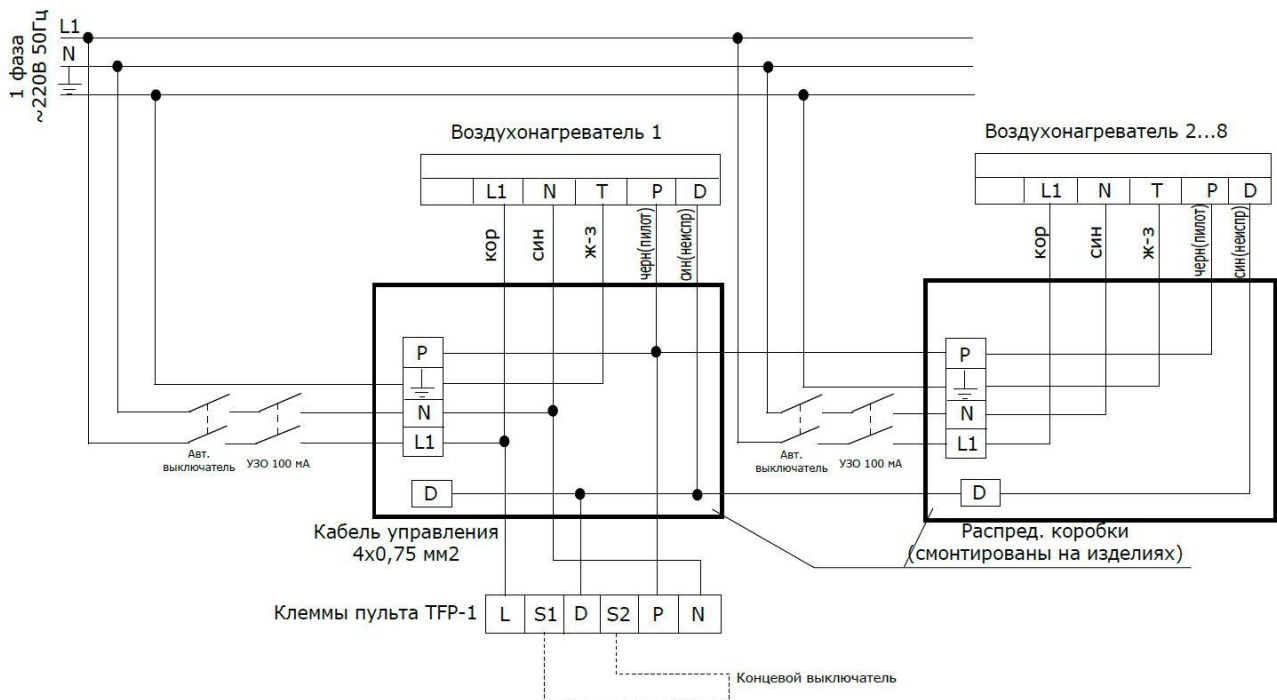 1 фаза
~220В 50Гц
L1
N
Воздухонагреватель 1
L1 N T P D
кор
син
ж-з
черн(пилот)
син(неиспр)
Воздухонагреватель 2...8
L1 N T P D
кор
син
ж-з
черн(пилот)
син(неиспр)
P
N
L1
D
Авт.
выключатель
УЗО 100 мА
P
N
L1
D
Авт.
выключатель
УЗО 100 мА
Кабель управления
4х0,75 мм2
Распред. коробки
(смонтированы на изделиях)
Клеммы пульта TFP-1
L S1 D S2 P N
Концевой выключатель